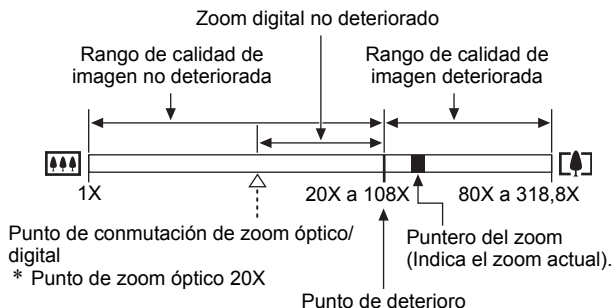 Zoom digital no deteriorado
Rango de calidad de
imagen no deteriorada
Rango de calidad de
imagen deteriorada
1X
20X a 108X
80X a 318,8X
Punto de conmutación de zoom óptico/
digital
* Punto de zoom óptico 20X
Puntero del zoom
(Indica el zoom actual).
Punto de deterioro